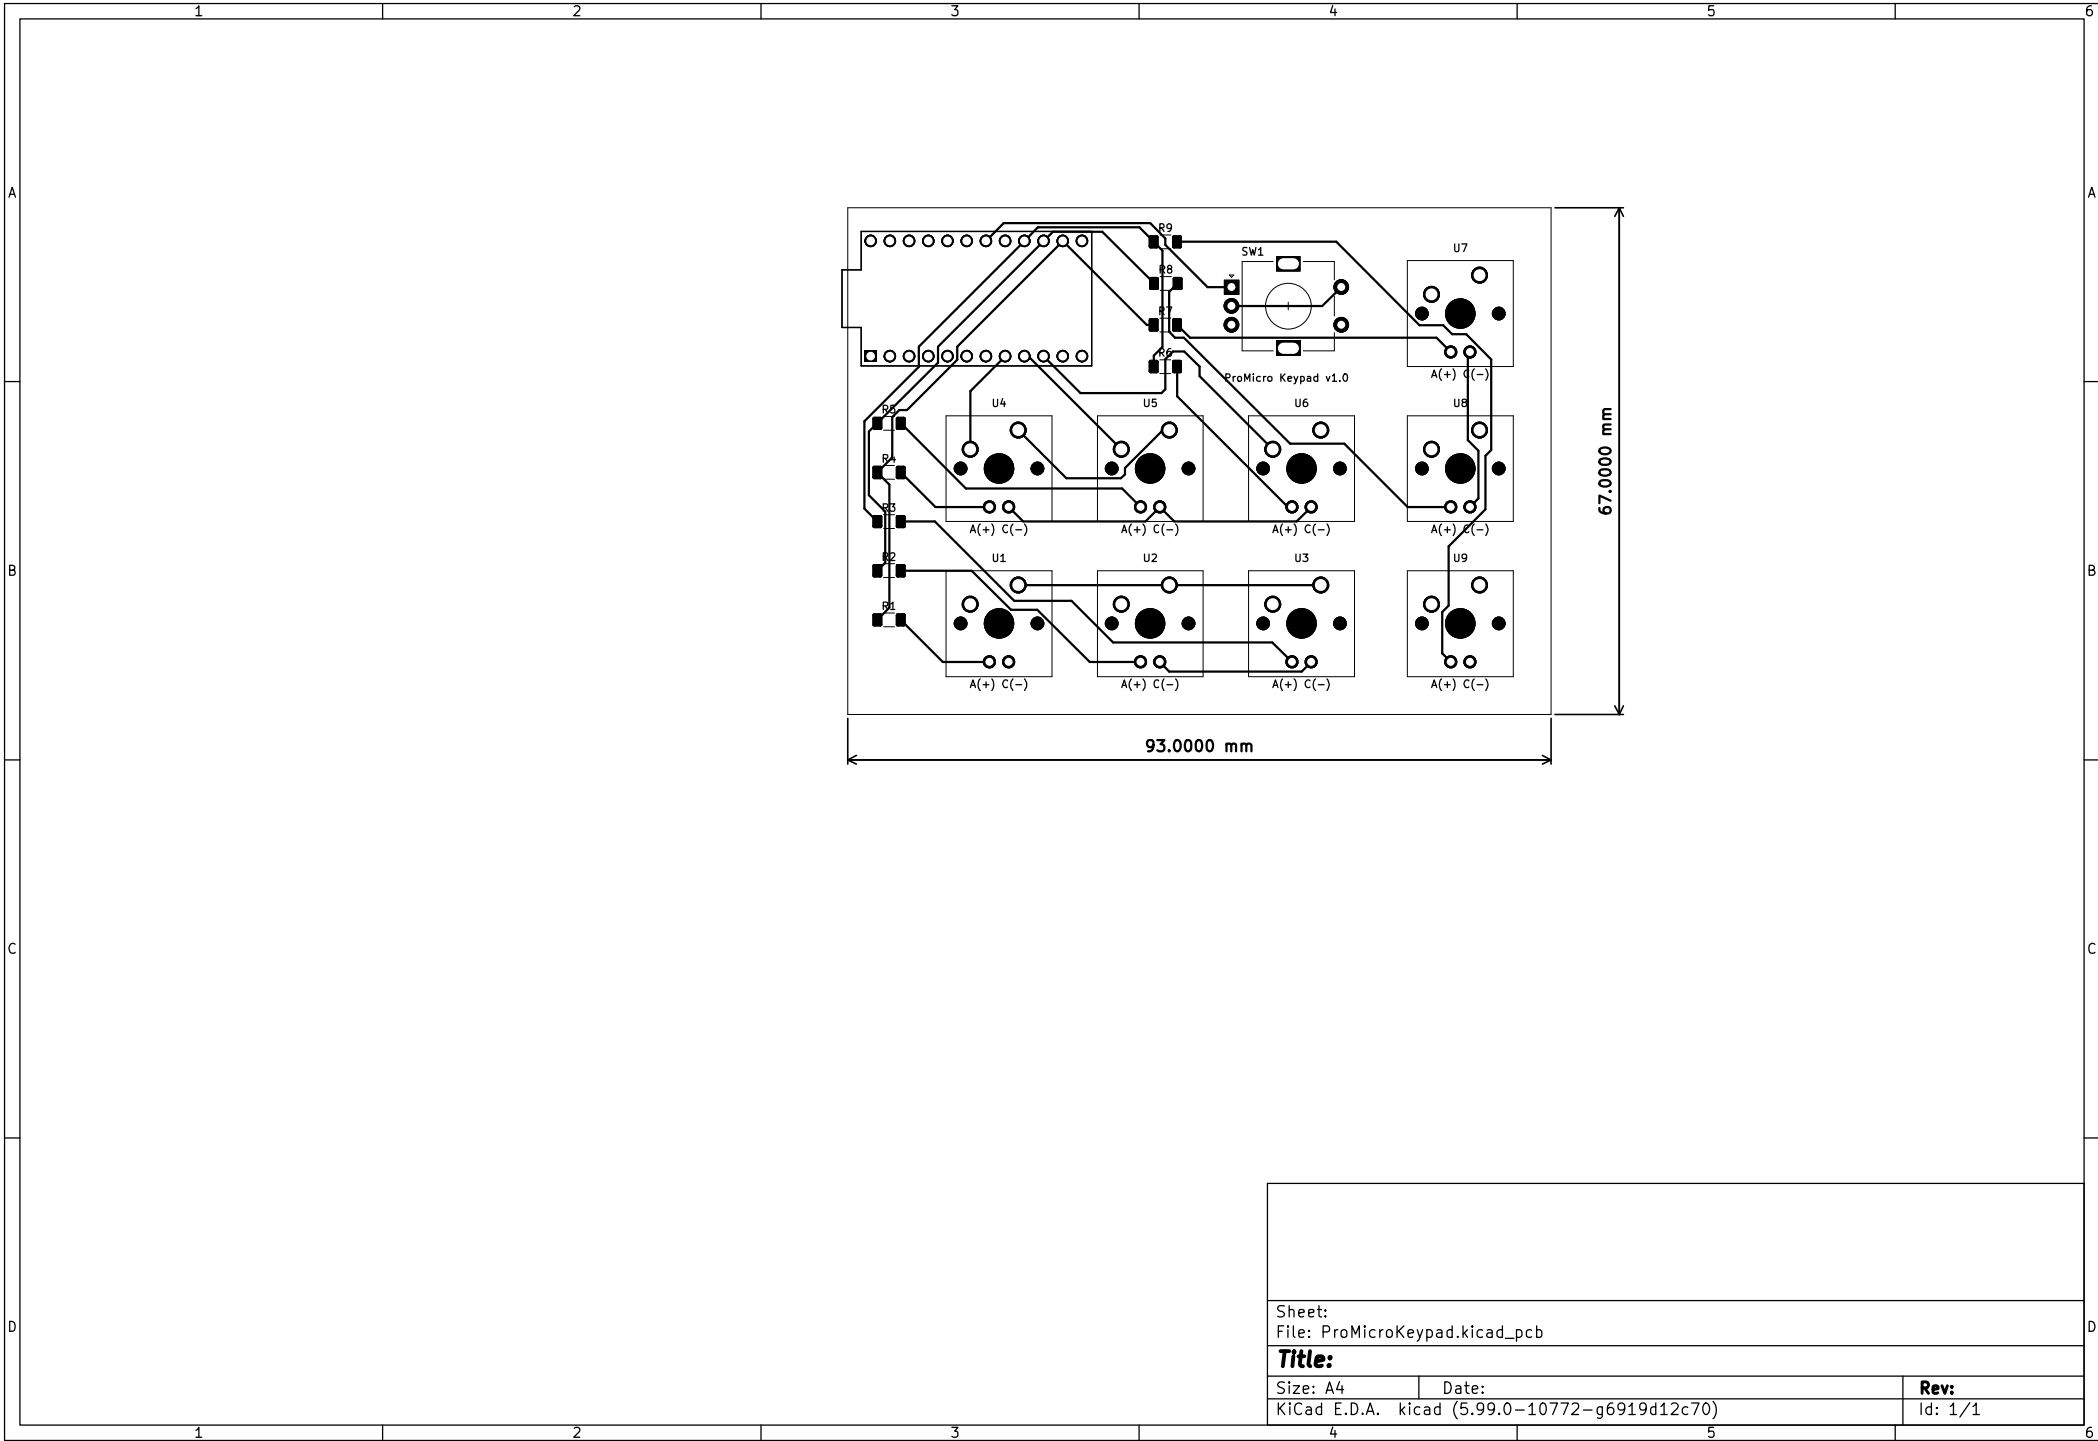 1 2 3 4 5 6
A A
R9
SW1 U7
R8
R7
R6
A(+) C(-)
ProMicro Keypad v1.0
U4 U5 U6 U8
R5
67.0000 mm
R4
R3
A(+) C(-) A(+) C(-) A(+) C(-) A(+) C(-)
R2 U1 U2 U3 U9
B B
R1
A(+) C(-) A(+) C(-) A(+) C(-) A(+) C(-)
93.0000 mm
C C
Sheet:
D D
File: ProMicroKeypad.kicad_pcb
Title:
Size: A4 Date: Rev:
KiCad E.D.A. kicad (5.99.0-10772-g6919d12c70) Id: 1/1
1 2 3 4 5 6